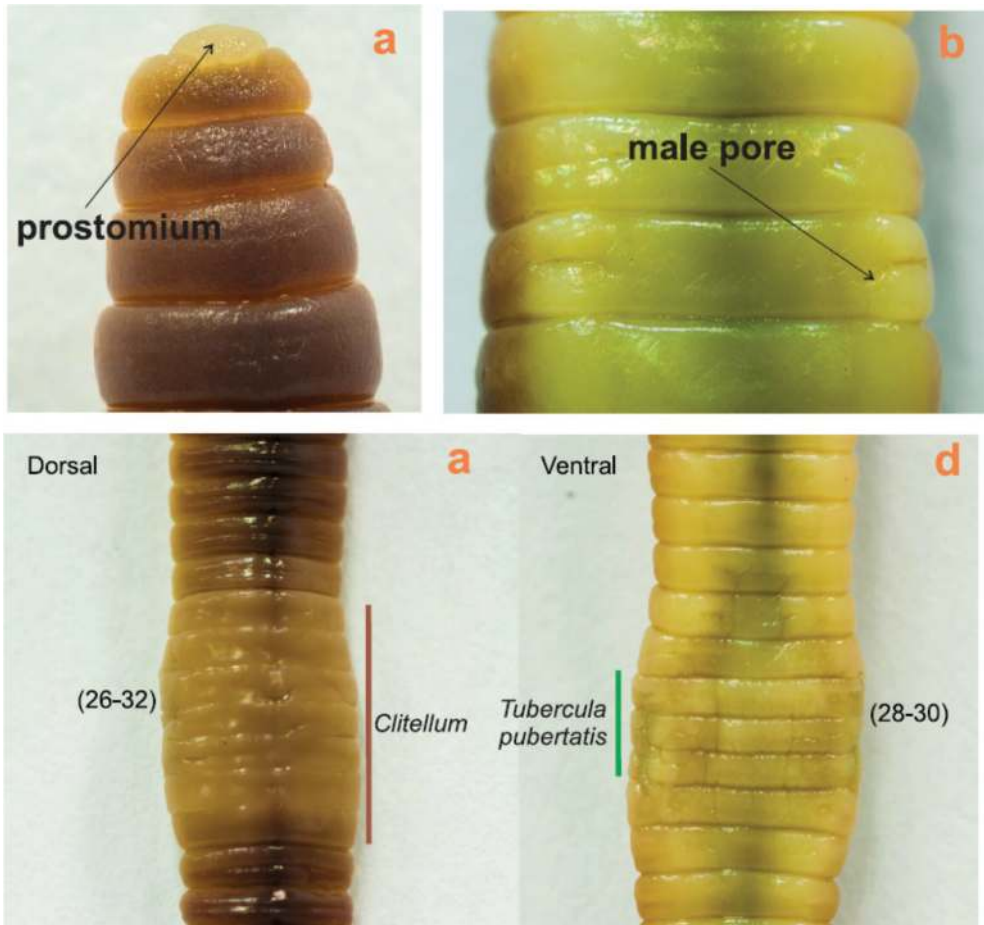 a
prostomium
b
male pore
Dorsal
a
(26-32)
Clitellum
Ventral
d
Tubercula
pubertatis
(28-30)